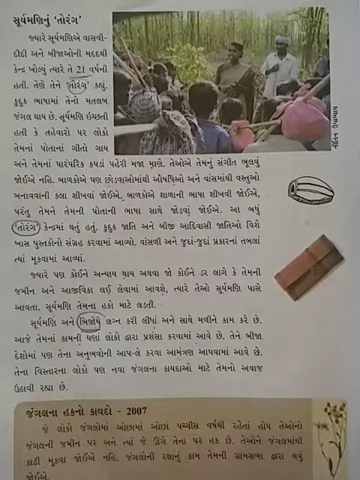 સૂર્યમણિનું 'તોરંગ'
જ્યારે સૂર્યમણિએ વાસવી-
દીદી અને બીજાઓની મદદથી
કેન્દ્ર ખોલ્યું ત્યારે તે 21 વર્ષની
હતી. તેણે તેને 'તોરંગ' કહ્યું.
કુડુક ભાષામાં તેનો મતલબ
જંગલ થાય છે. સૂર્યમણિ ઇચ્છતી
હતી કે તહેવારો પર લોકો
તેમનાં પોતાનાં ગીતો ગાય
અને તેમનાં પારંપરિક કપડાં પહેરી મજા માણે. તેઓએ તેમનું સંગીત ભૂલવું
જોઈએ નહિ. બાળકોએ પણ છોડવાઓમાંથી ઔષધિઓ અને વાંસમાંથી વસ્તુઓ
બનાવવાની કલા શીખવાં જોઈએ, બાળકોએ શાળાની ભાષા શીખવી જોઈએ,
પરંતુ તેમને તેમની પોતાની ભાષા સાથે જોડવાં જોઈએ. આ બધું
'તોરંગ' કેન્દ્રમાં થતું હતું. કુડુક જાતિ અને બીજી આદિવાસી જાતિઓ વિશે
ખાસ પુસ્તકોનો સંગ્રહ કરવામાં આવ્યો. વાંસળી અને જુદાં-જુદાં પ્રકારનાં તબલાં
ત્યાં મૂકવામાં આવ્યાં.
જ્યારે પણ કોઈને અન્યાય થાય અથવા જો કોઈને ડર લાગે કે તેમની
જમીન અને આજીવિકા લઈ લેવામાં આવશે, ત્યારે તેઓ સૂર્યમણિ પાસે
આવતા. સૂર્યમણિ તેમના હકો માટે લડતી.
સૂર્યમણિ અને બિજોયે લગ્ન કરી લીધાં અને સાથે મળીને કામ કરે છે.
આજે તેમનાં કામની ઘણાં લોકો દ્વારા પ્રશંસા કરવામાં આવે છે. તેને બીજા
દેશોમાં પણ તેના અનુભવોની આપ-લે કરવા આમંત્રણ આપવામાં આવે છે.
તેના વિસ્તારના લોકો પણ નવા જંગલના કાયદાઓ માટે તેમનો અવાજ
ઉઠાવી રહ્યા છે.
જંગલના હકનો કાયદો - 2007
જે લોકો જંગલોમાં ઓછામાં ઓછાં પચ્ચીસ વર્ષથી રહેતાં હોય તેઓનો
જંગલની જમીન પર અને ત્યાં જે ઊગે તેના પર હક છે. તેઓને જંગલમાંથી
કાઢી મૂકવા જોઈએ નહિ. જંગલોની રક્ષાનું કામ તેમની ગ્રામસભા દ્વારા થવું
જોઈએ.